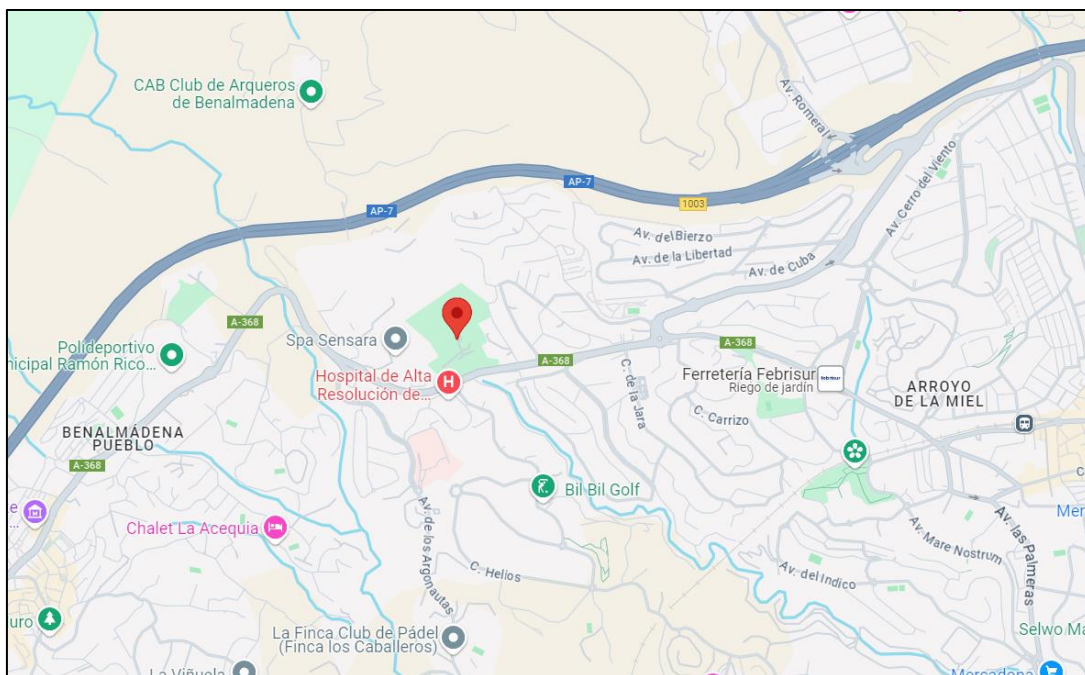 CAB Club de Arqueros
de Benalmadena
Av. Romeral
AP-7
AP-7
1003
Av. Cerro del Viento
Av. del Bierzo
Av. de la Libertad
Av. de Cuba
A-368
Spa Sensara
Polideportivo
nicipal Ramón Rico...
A-368
A-368
Hospital de Alta
Resolución de...
H
C. de la Jara
Ferretería Febrisur
Riego de jardín
febrisur
ARROYO
DE LA MIEL
C. Carrizo
BENALMÁDENA
PUEBLO
A-368
Bil Bil Golf
e
...
Chalet La Acequia
Av. de los Argonautas
C. Helios
Av. Mare Nostrum
Av. del Indico
Av. las Palmeras
C
Mer
uro
La Finca Club de Pádel
(Finca los Caballeros)
Selwo Ma
La Viñuela
Mercadona